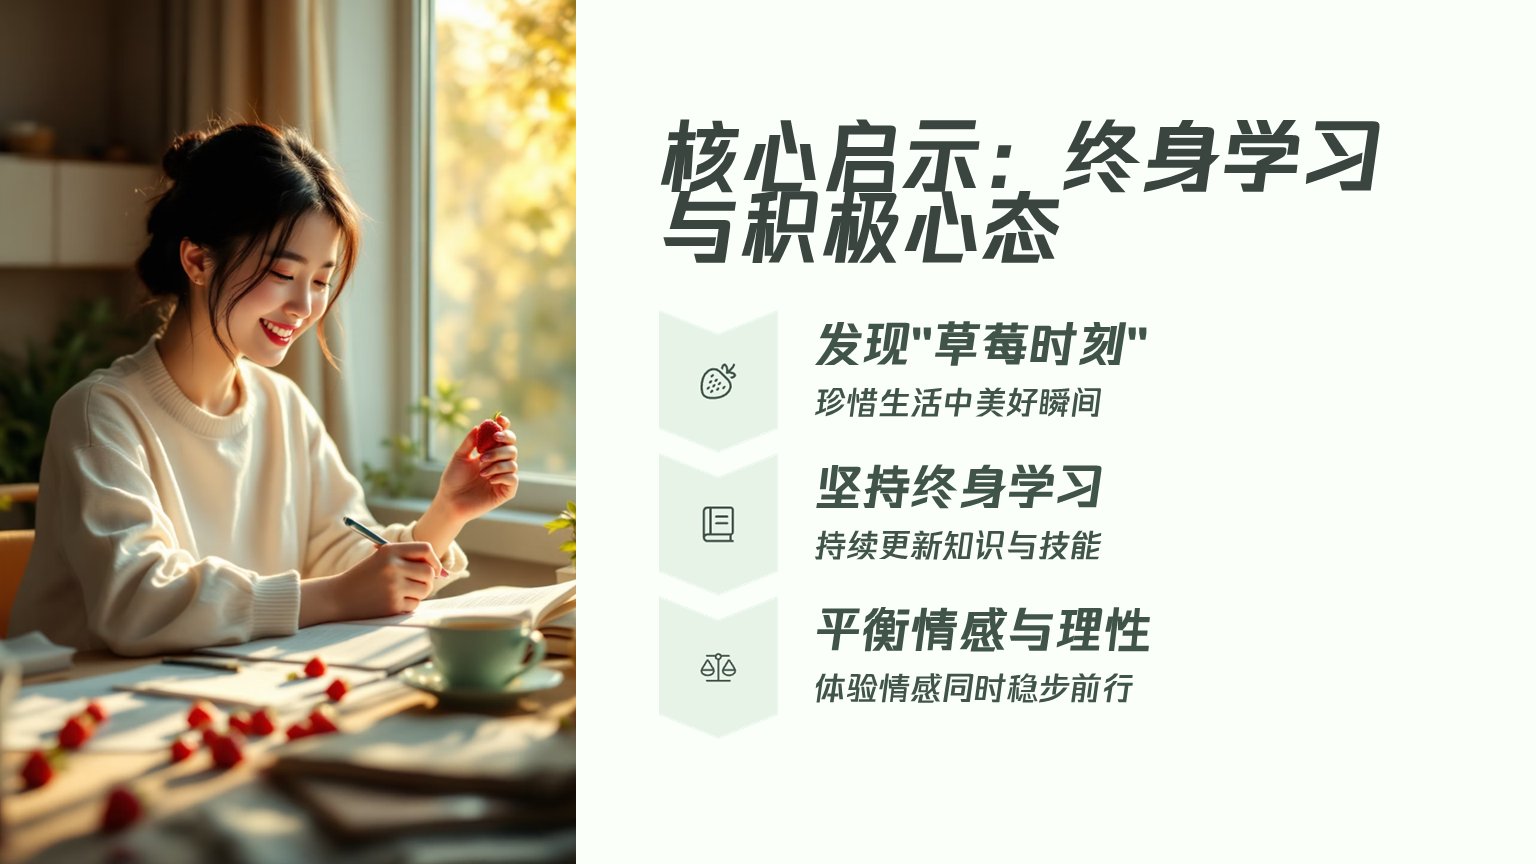 核心启示：终身学习
与积极心态
发现"草莓时刻"
珍惜生活中美好瞬间
坚持终身学习
持续更新知识与技能
平衡情感与理性
体验情感同时稳步前行